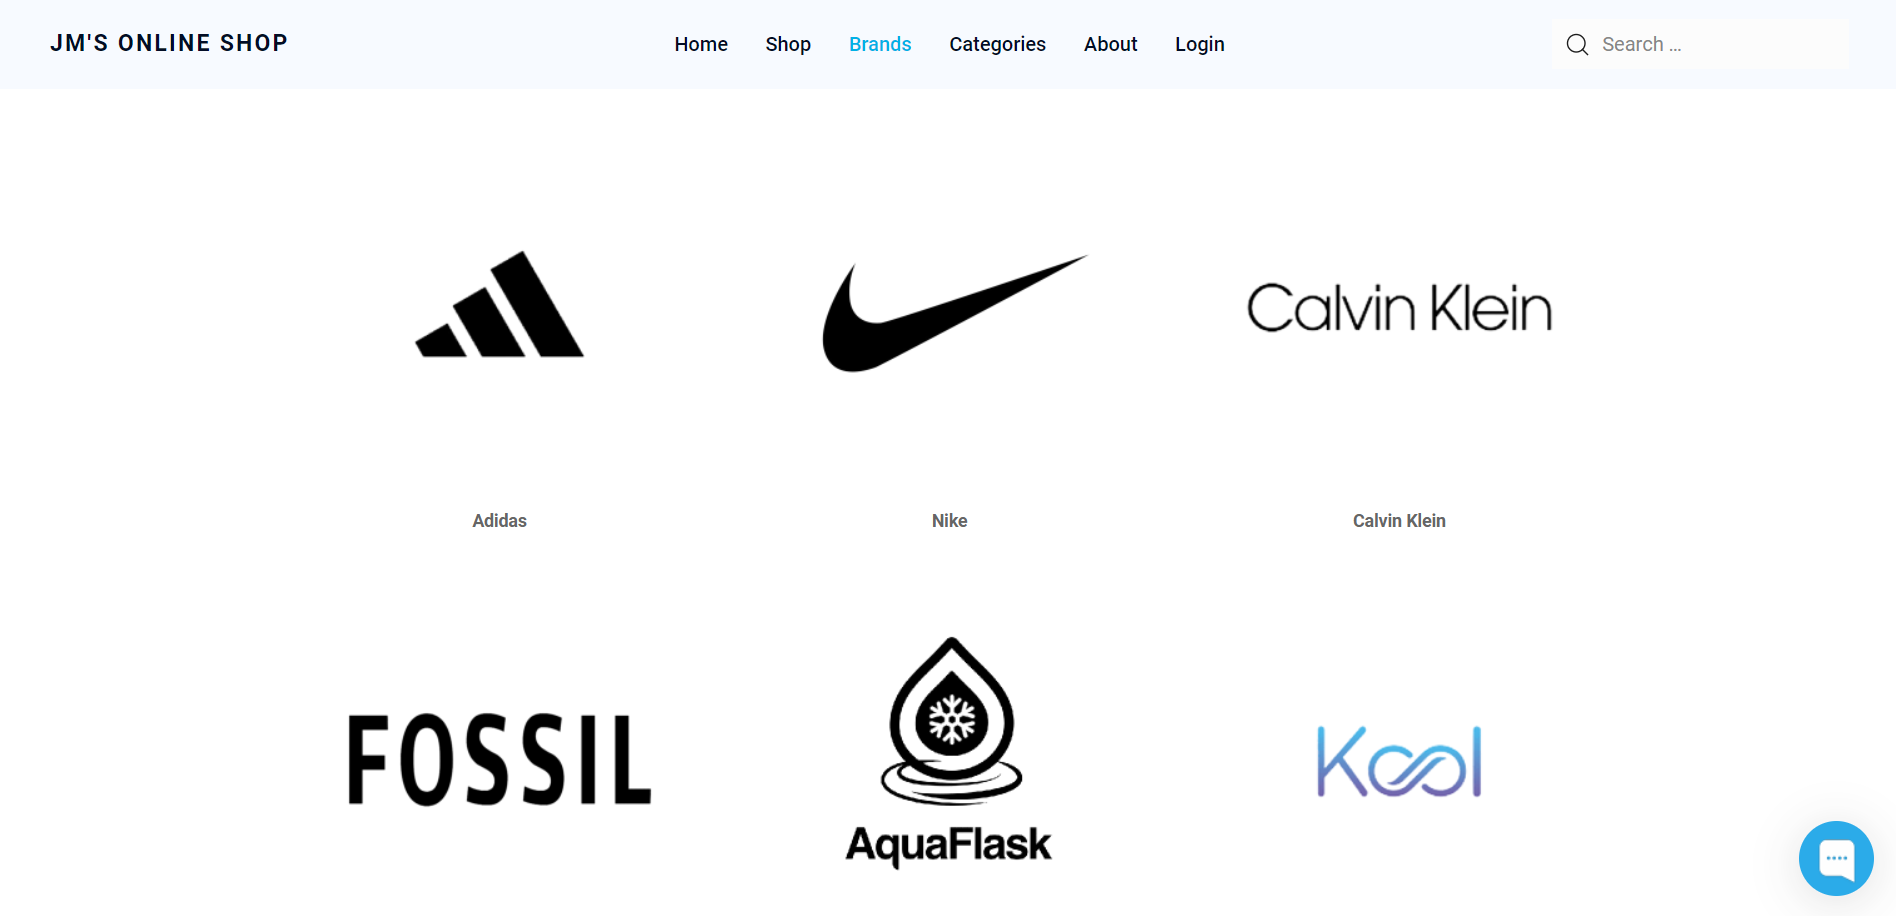 JM'S ONLINE SHOP
Home Shop Brands Categories About Login
Search ...
Calvin Klein
Adidas Nike Calvin Klein
FOSSIL
AquaFlask
Kool